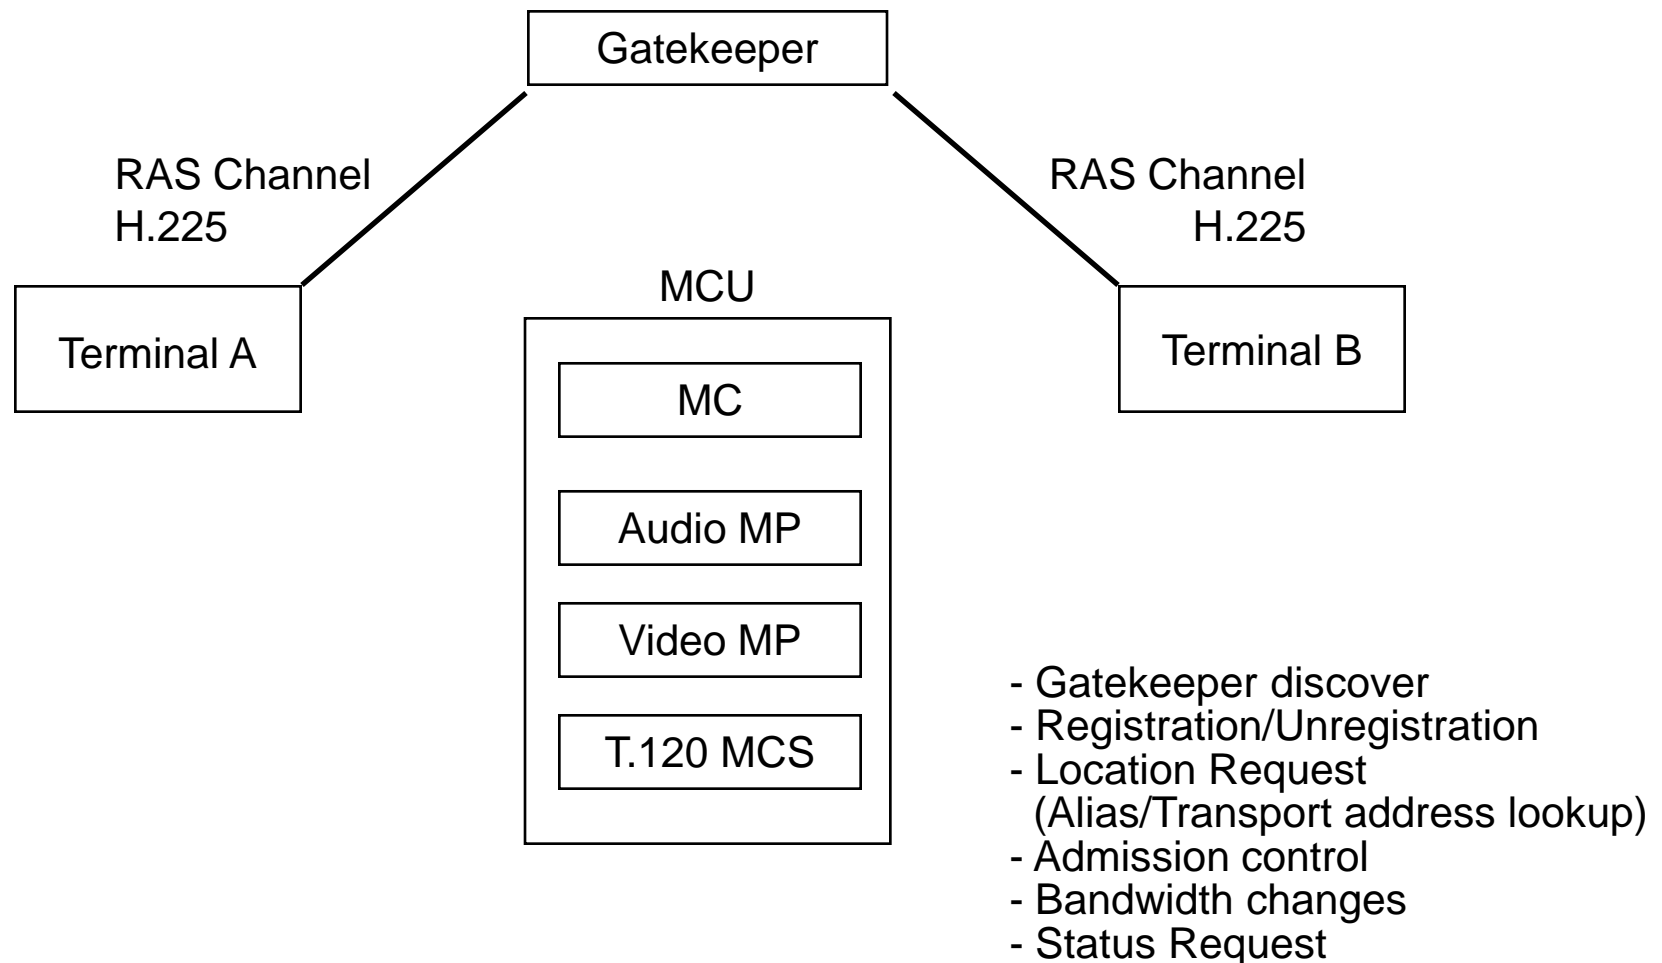 Gatekeeper
RAS Channel
H.225
RAS Channel
H.225
Terminal A
MCU
Terminal B
MC
Audio MP
Video MP
T.120 MCS
- Gatekeeper discover
- Registration/Unregistration
- Location Request
(Alias/Transport address lookup)
- Admission control
- Bandwidth changes
- Status Request